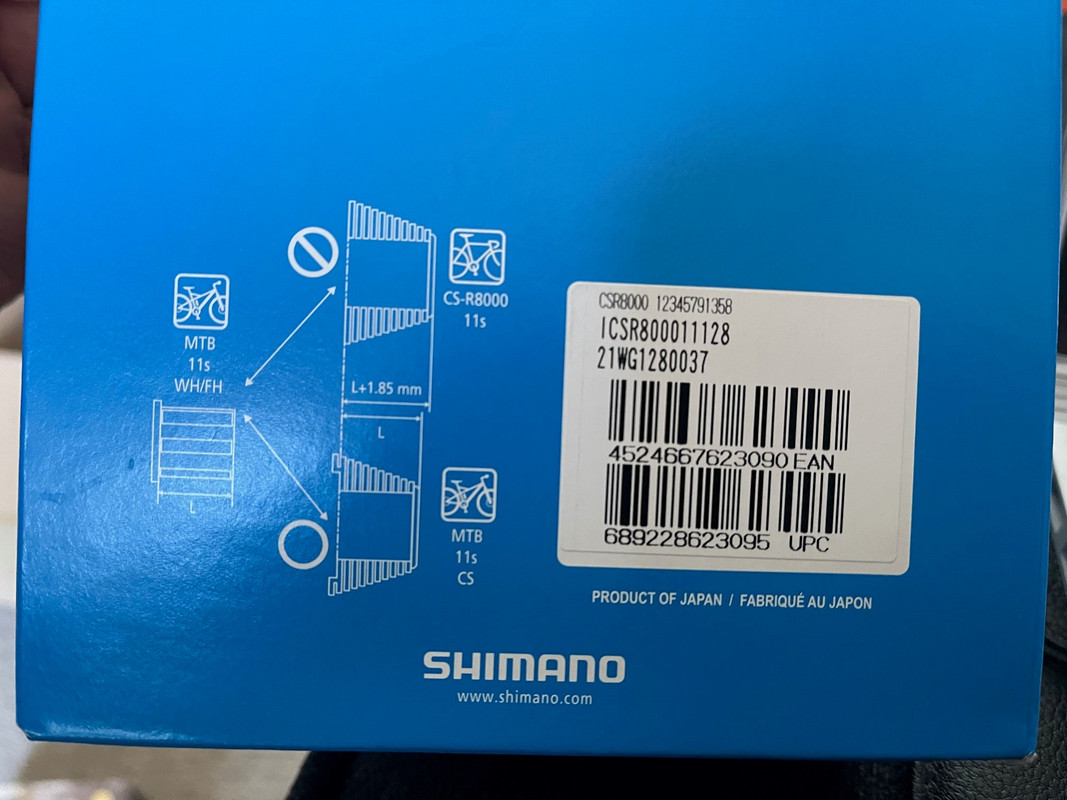 CS-R8000
11s
MTB
11s
WH/FH
L+1.85 mm
L
L
MTB
11s
CS
CSR8000 12345791358
ICSR800011128
21WG1280037
4524667623090 EAN
689228623095 UPC
PRODUCT OF JAPAN / FABRIQUÉ AU JAPON
SHIMANO
www.shimano.com